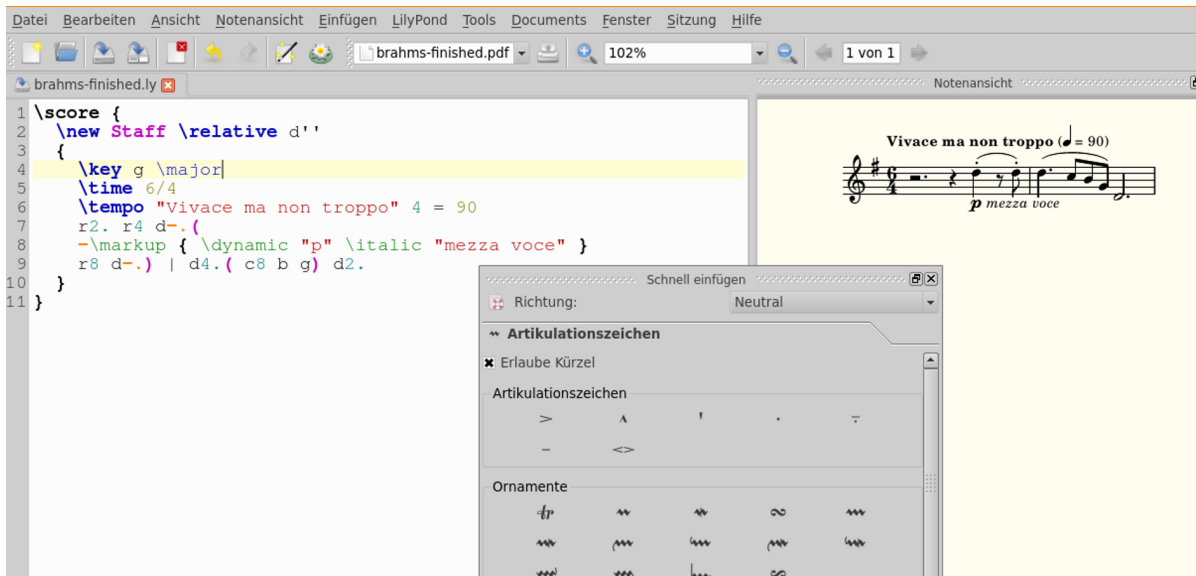 Datei Bearbeiten Ansicht Notenansicht Einfügen LilyPond Tools Documents Fenster Sitzung Hilfe
brahms-finished.pdf 102% 1 von 1
brahms-finished.ly
Notenansicht
1 \score {
2 \new Staff \relative d''
3 {
4 \key g \major
5 \time 6/4
6 \tempo "Vivace ma non troppo" 4 = 90
7 r2. r4 d-.(
8 -\markup { \dynamic "p" \italic "mezza voce" }
9 r8 d-.) | d4.( c8 b g) d2.
10 }
11 }
Vivace ma non troppo (♩ = 90)
6
4
p mezza voce
Schnell einfügen
Richtung: Neutral
Artikulationszeichen
Erlaube Kürzel
Artikulationszeichen
Ornamente
tr